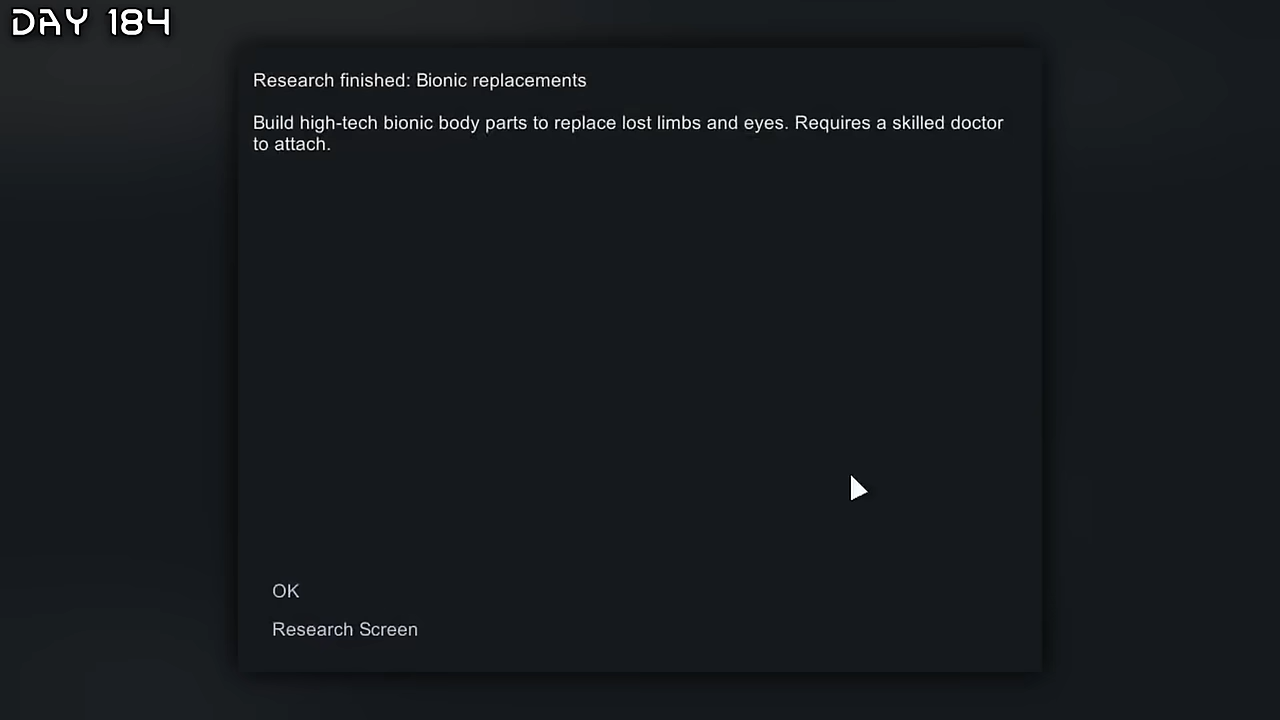 DAY 184
Research finished: Bionic replacements
Build high-tech bionic body parts to replace lost limbs and eyes. Requires a skilled doctor
to attach.
OK
Research Screen